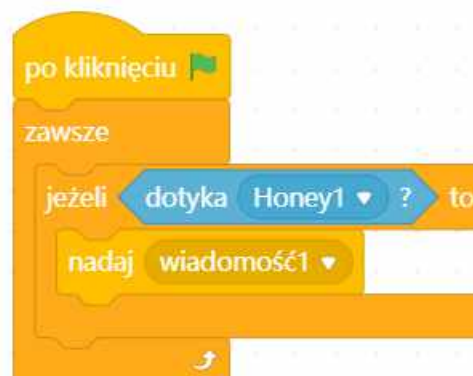 po kliknięciu
zawsze
jeżeli dotyka Honey1 ? to
nadaj wiadomość1